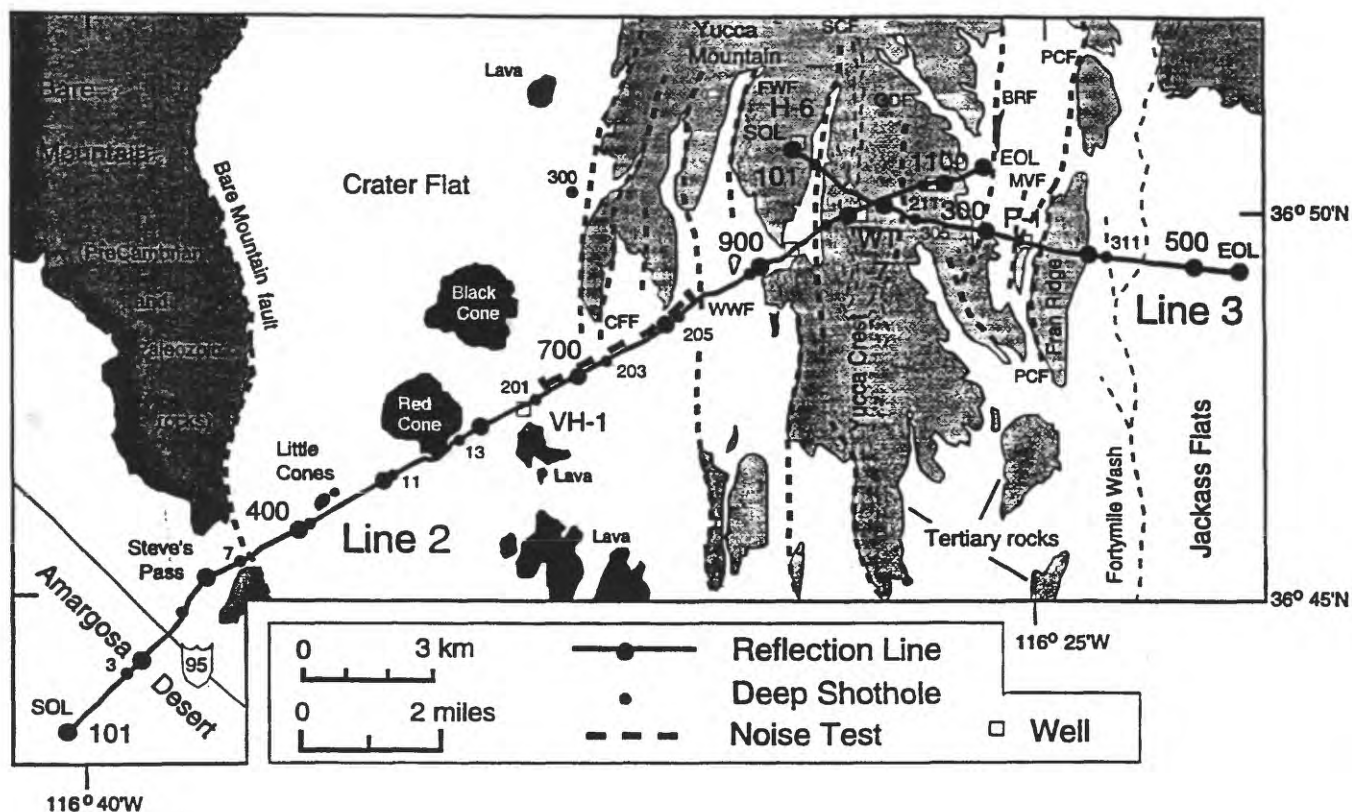 Yucca
Mountain
SCF
PCF
Lava
Bare
Mountain
FWF
H-6
SOL
BRF
1100
EOL
Bare Mountain fault
Crater Flat
300
101
MVF
36° 50'N
211
300
305
311
500
EOL
PreCambrian
and
Paleozoic
rocks
900
Line 3
Black
Cone
WWF
CFF
205
Fran Ridge
700
203
PCF
201
Red
Cone
VH-1
13
Little
Cones
11
Lava
400
Line 2
Lava
Steve's
Pass
7
Tertiary rocks
Fortymile Wash
Jackass Flats
36° 45'N
Amargosa
Desert
95
3
SOL
101
116° 40'W
116° 25'W
0 3 km
0 2 miles
Reflection Line
Deep Shothole
Noise Test
Well